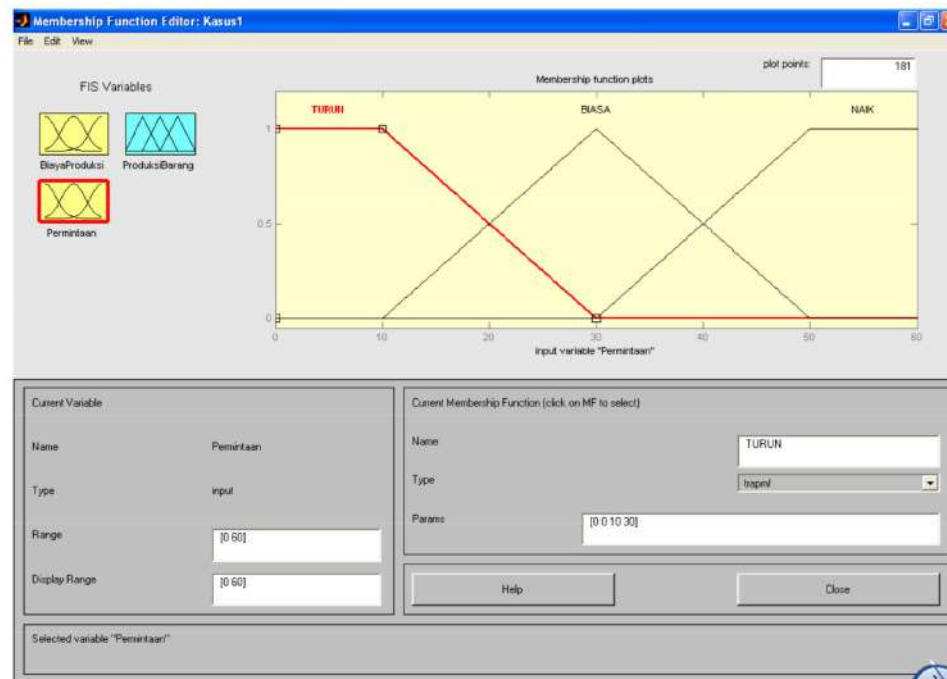 Membership Function Editor: Kasus1
File Edit View
FIS Variables
BiayaProduksi
ProduksiBarang
Permintaan
Membership function plots
plot points:
181
TURUN
BIASA
NAIK
1
0.5
0
0 10 20 30 40 50 60
input variable "Permintaan"
Current Variable
Name
Permintaan
Type
input
Range
[0 60]
Display Range
[0 60]
Current Membership Function (click on MF to select)
Name
TURUN
Type
trapmf
Params
[0 0 10 30]
Help
Close
Selected variable "Permintaan"